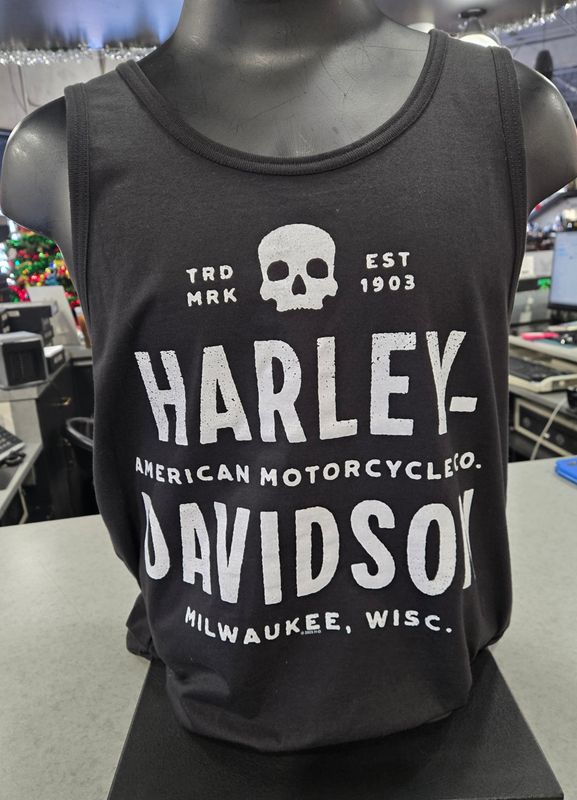 TRD EST
MRK 1903
HARLEY-
AMERICAN MOTORCYCLE CO.
DAVIDSON
MILWAUKEE, WISC.